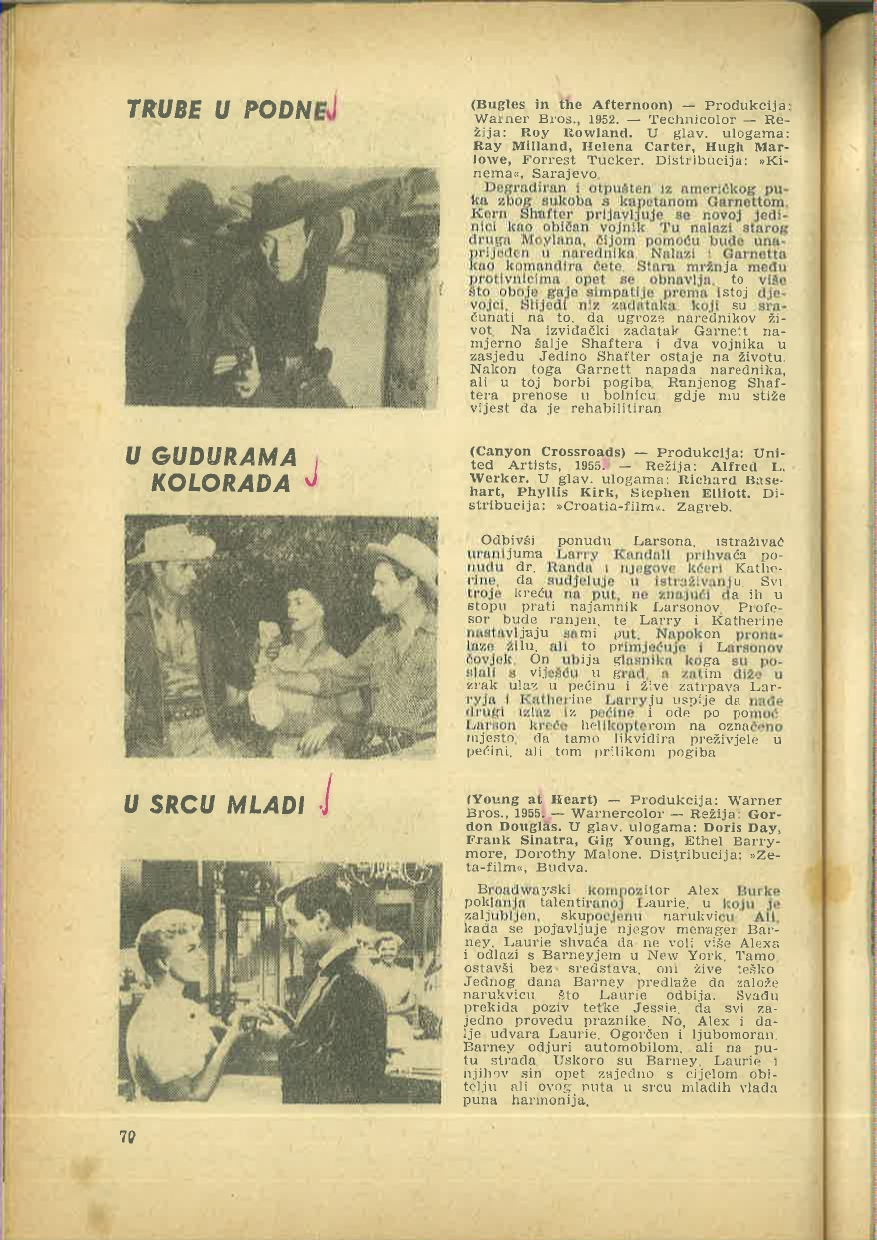 TRUBE U PODNE
(Bugles in the Afternoon) — Produkcija:
Warner Bros., 1952. — Technicolor — Re-
žija: Roy Rowland. U glav. ulogama:
Ray Milland, Helena Carter, Hugh Mar-
lowe, Forrest Tucker. Distribucija: »Ki-
nema«, Sarajevo.
Degradiran i otpušten iz američkog pu-
ka zbog sukoba s kapetanom Garnettom,
Kern Shafter prijavljuje se novoj jedi-
nici kao običan vojnik Tu nalazi starog
druga Moylana, čijom pomoću bude una-
prijeđen u narednika. Nalazi i Garnetta
kao komandira čete. Stara mržnja među
protivnicima opet se obnavlja, to više
što oboje gaje simpatije prema istoj dje-
vojci. Slijedi niz zadataka koji su sra-
čunati na to, da ugroze narednikov ži-
vot. Na izviđački zadatak Garnett na-
mjerno šalje Shaftera i dva vojnika u
zasjedu Jedino Shafter ostaje na životu.
Nakon toga Garnett napada narednika,
ali u toj borbi pogiba. Ranjenog Shaf-
tera prenose u bolnicu, gdje mu stiže
vijest da je rehabilitiran
U GUDURAMA
KOLORADA
(Canyon Crossroads) — Produkcija: Uni-
ted Artists, 1955. — Režija: Alfred L.
Werker. U glav. ulogama: Richard Base-
hart, Phyllis Kirk, Stephen Elliott. Di-
stribucija: »Croatia-film«. Zagreb.
Odbivši ponudu Larsona, istraživač
uranijuma Larry Kandall prihvaća po-
nudu dr. Randa i njegove kćeri Kathe-
rine, da sudjeluje u istraživanju. Svi
troje kreću na put, ne znajući da ih u
stopu prati najamnik Larsonov. Profe-
sor bude ranjen, te Larry i Katherine
nastavljaju sami put. Napokon prona-
laze žilu, ali to primjećuje i Larsonov
čovjek. On ubija glasnika koga su po-
slali s viješću u grad, a zatim diže u
zrak ulaz u pećinu i žive zatrpava Lar-
ryja i Katherine Larryju uspije da nađe
drugi izlaz iz pećine i ode po pomoć
Larson kreće helikopterom na označeno
mjesto, da tamo likvidira preživjele u
pećini, ali tom prilikom pogiba
U SRCU MLADI
(Young at Heart) — Produkcija: Warner
Bros., 1955. — Warnercolor — Režija: Gor-
don Douglas. U glav. ulogama: Doris Day,
Frank Sinatra, Gig Young, Ethel Barry-
more, Dorothy Malone. Distribucija: »Ze-
ta-film«, Budva.
Broadwayski kompozitor Alex Burke
poklanja talentiranoj Laurie, u koju je
zaljubljen, skupocjenu narukvicu Ali,
kada se pojavljuje njegov menager Bar-
ney, Laurie shvaća da ne voli više Alexa
i odlazi s Barneyjem u New York. Tamo
ostavši bez sredstava, oni žive teško
Jednog dana Barney predlaže da založe
narukvicu što Laurie odbija. Svađu
prekida poziv tetke Jessie, da svi za-
jedno provedu praznike. No, Alex i da-
lje udvara Laurie. Ogorčen i ljubomoran,
Barney odjuri automobilom, ali na pu-
tu strada. Uskoro su Barney, Laurie i
njihov sin opet zajedno s cijelom obi-
telju ali ovog puta u srcu mladih vlada
puna harmonija.
70